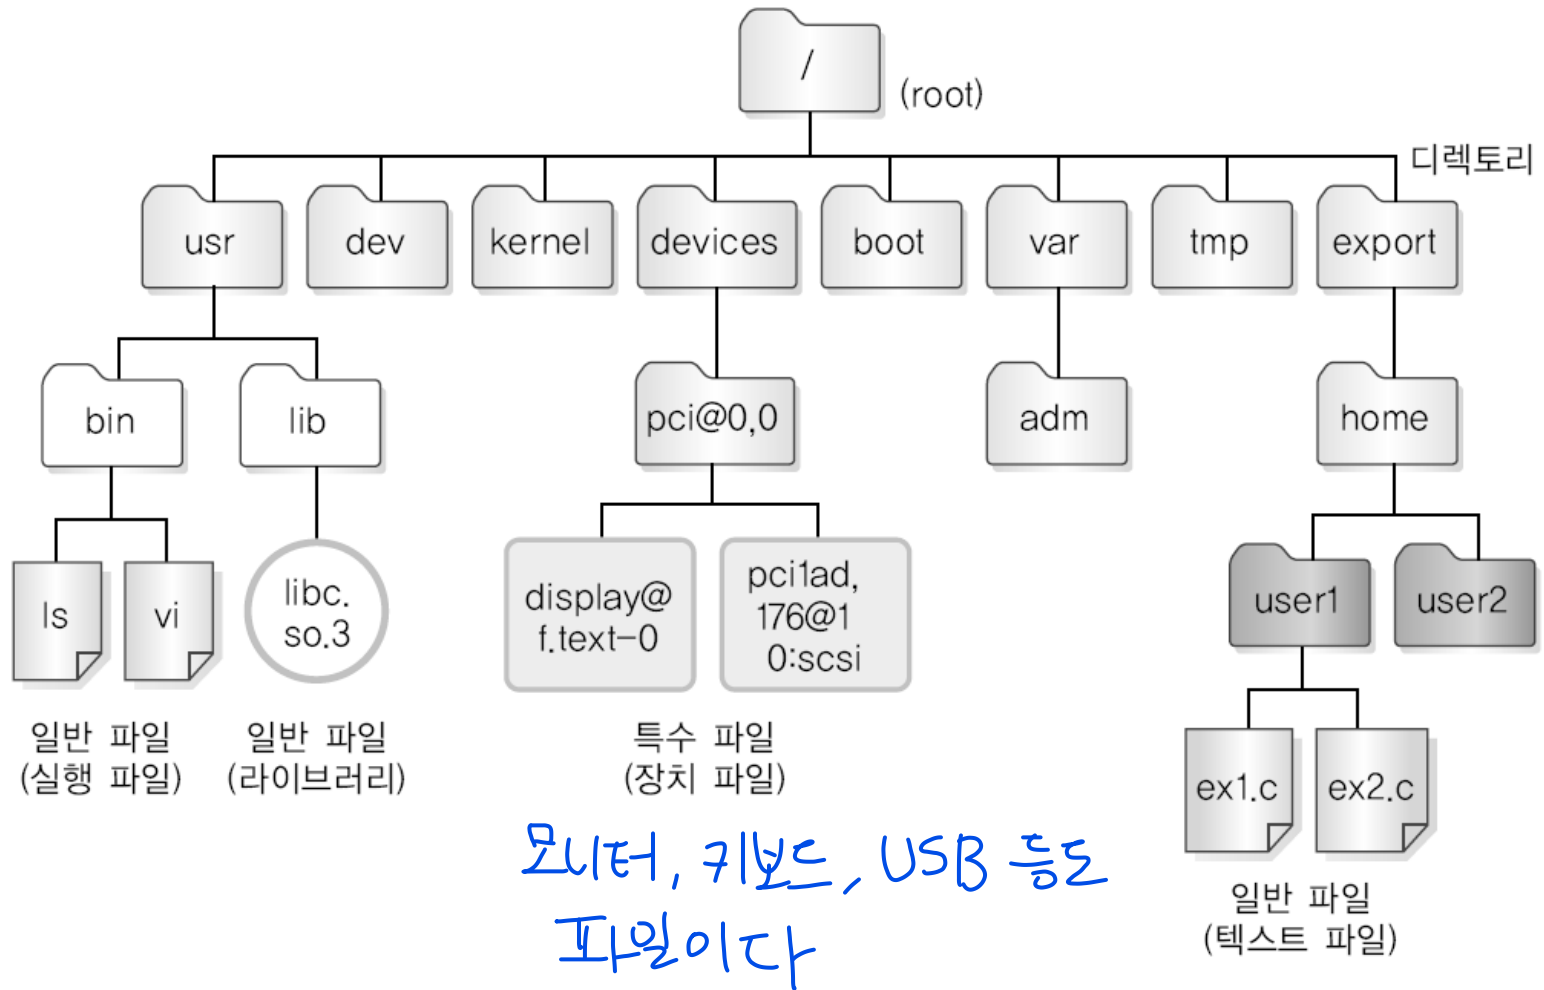 /
(root)
디렉토리
usr
dev
kernel
devices
boot
var
tmp
export
bin
lib
pci@0,0
adm
home
ls
vi
libc.
so.3
display@
f.text-0
pci1ad,
176@1
0:scsi
user1
user2
일반 파일
(실행 파일)
일반 파일
(라이브러리)
특수 파일
(장치 파일)
ex1.c
ex2.c
모니터, 키보드, USB 등도
파일이다
일반 파일
(텍스트 파일)